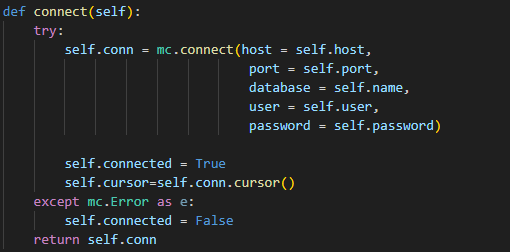 def connect(self):
    try:
        self.conn = mc.connect(host = self.host,
                               port = self.port,
                               database = self.name,
                               user = self.user,
                               password = self.password)

        self.connected = True
        self.cursor=self.conn.cursor()
    except mc.Error as e:
        self.connected = False
    return self.conn